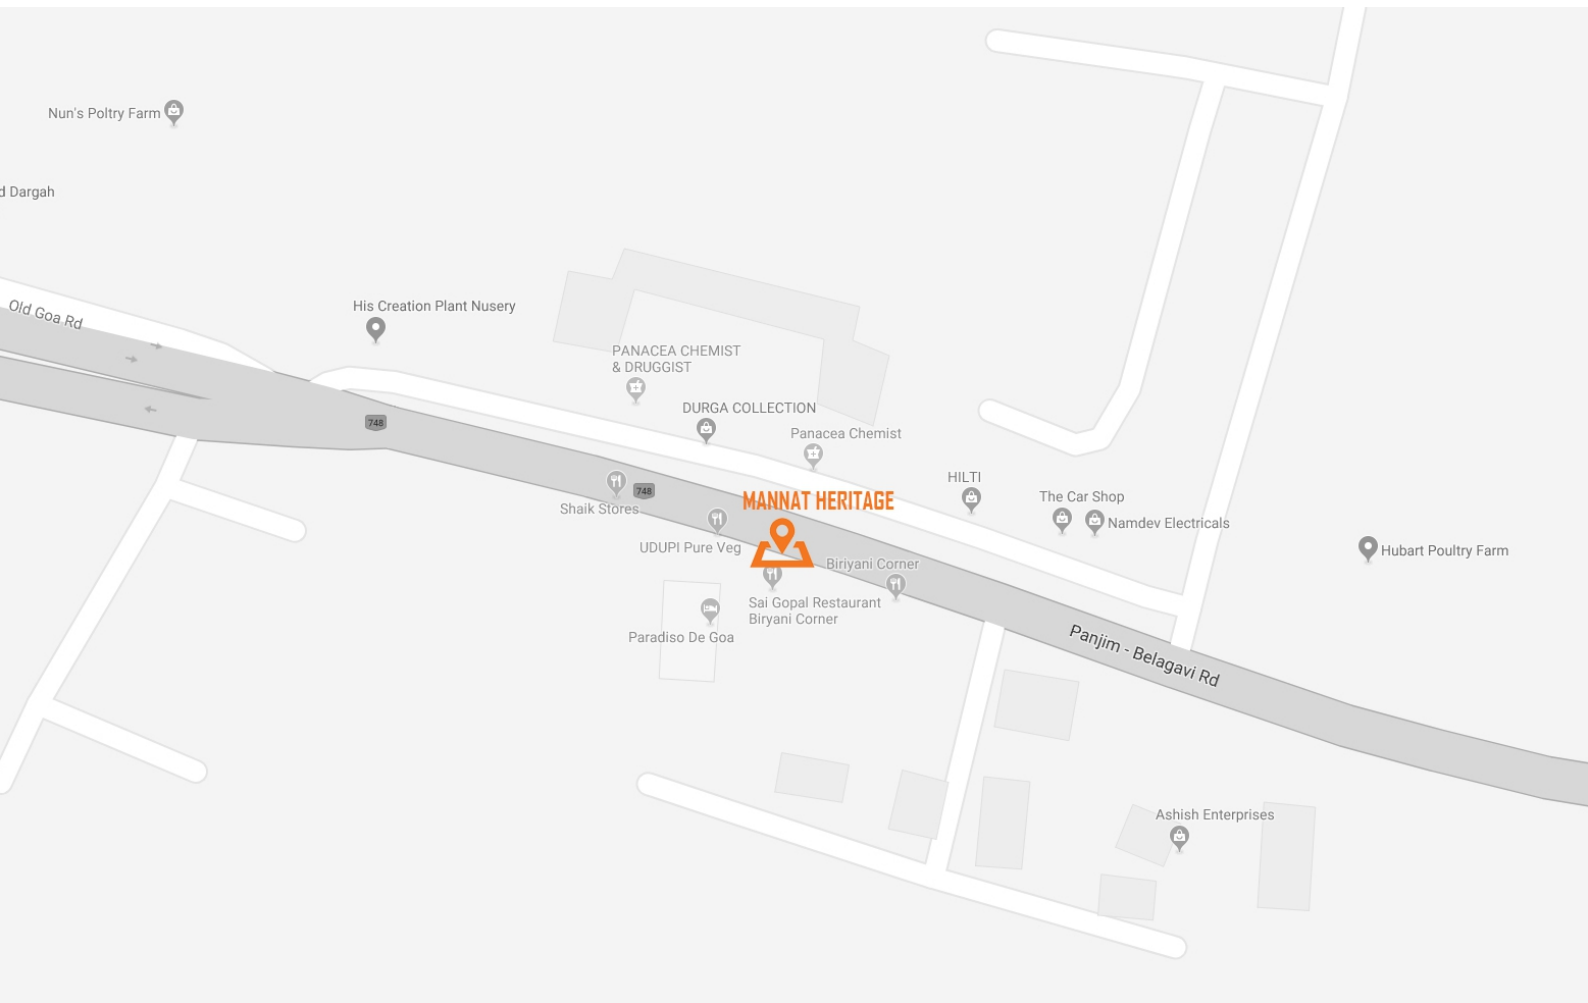 Nun's Poltry Farm
d Dargah
Old Goa Rd
His Creation Plant Nusery
PANACEA CHEMIST
& DRUGGIST
DURGA COLLECTION
748
Panacea Chemist
HILTI
The Car Shop
Namdev Electricals
748
Shaik Stores
MANNAT HERITAGE
UDUPI Pure Veg
Biriyani Corner
Hubart Poultry Farm
Sai Gopal Restaurant
Biryani Corner
Paradiso De Goa
Panjim - Belagavi Rd
Ashish Enterprises